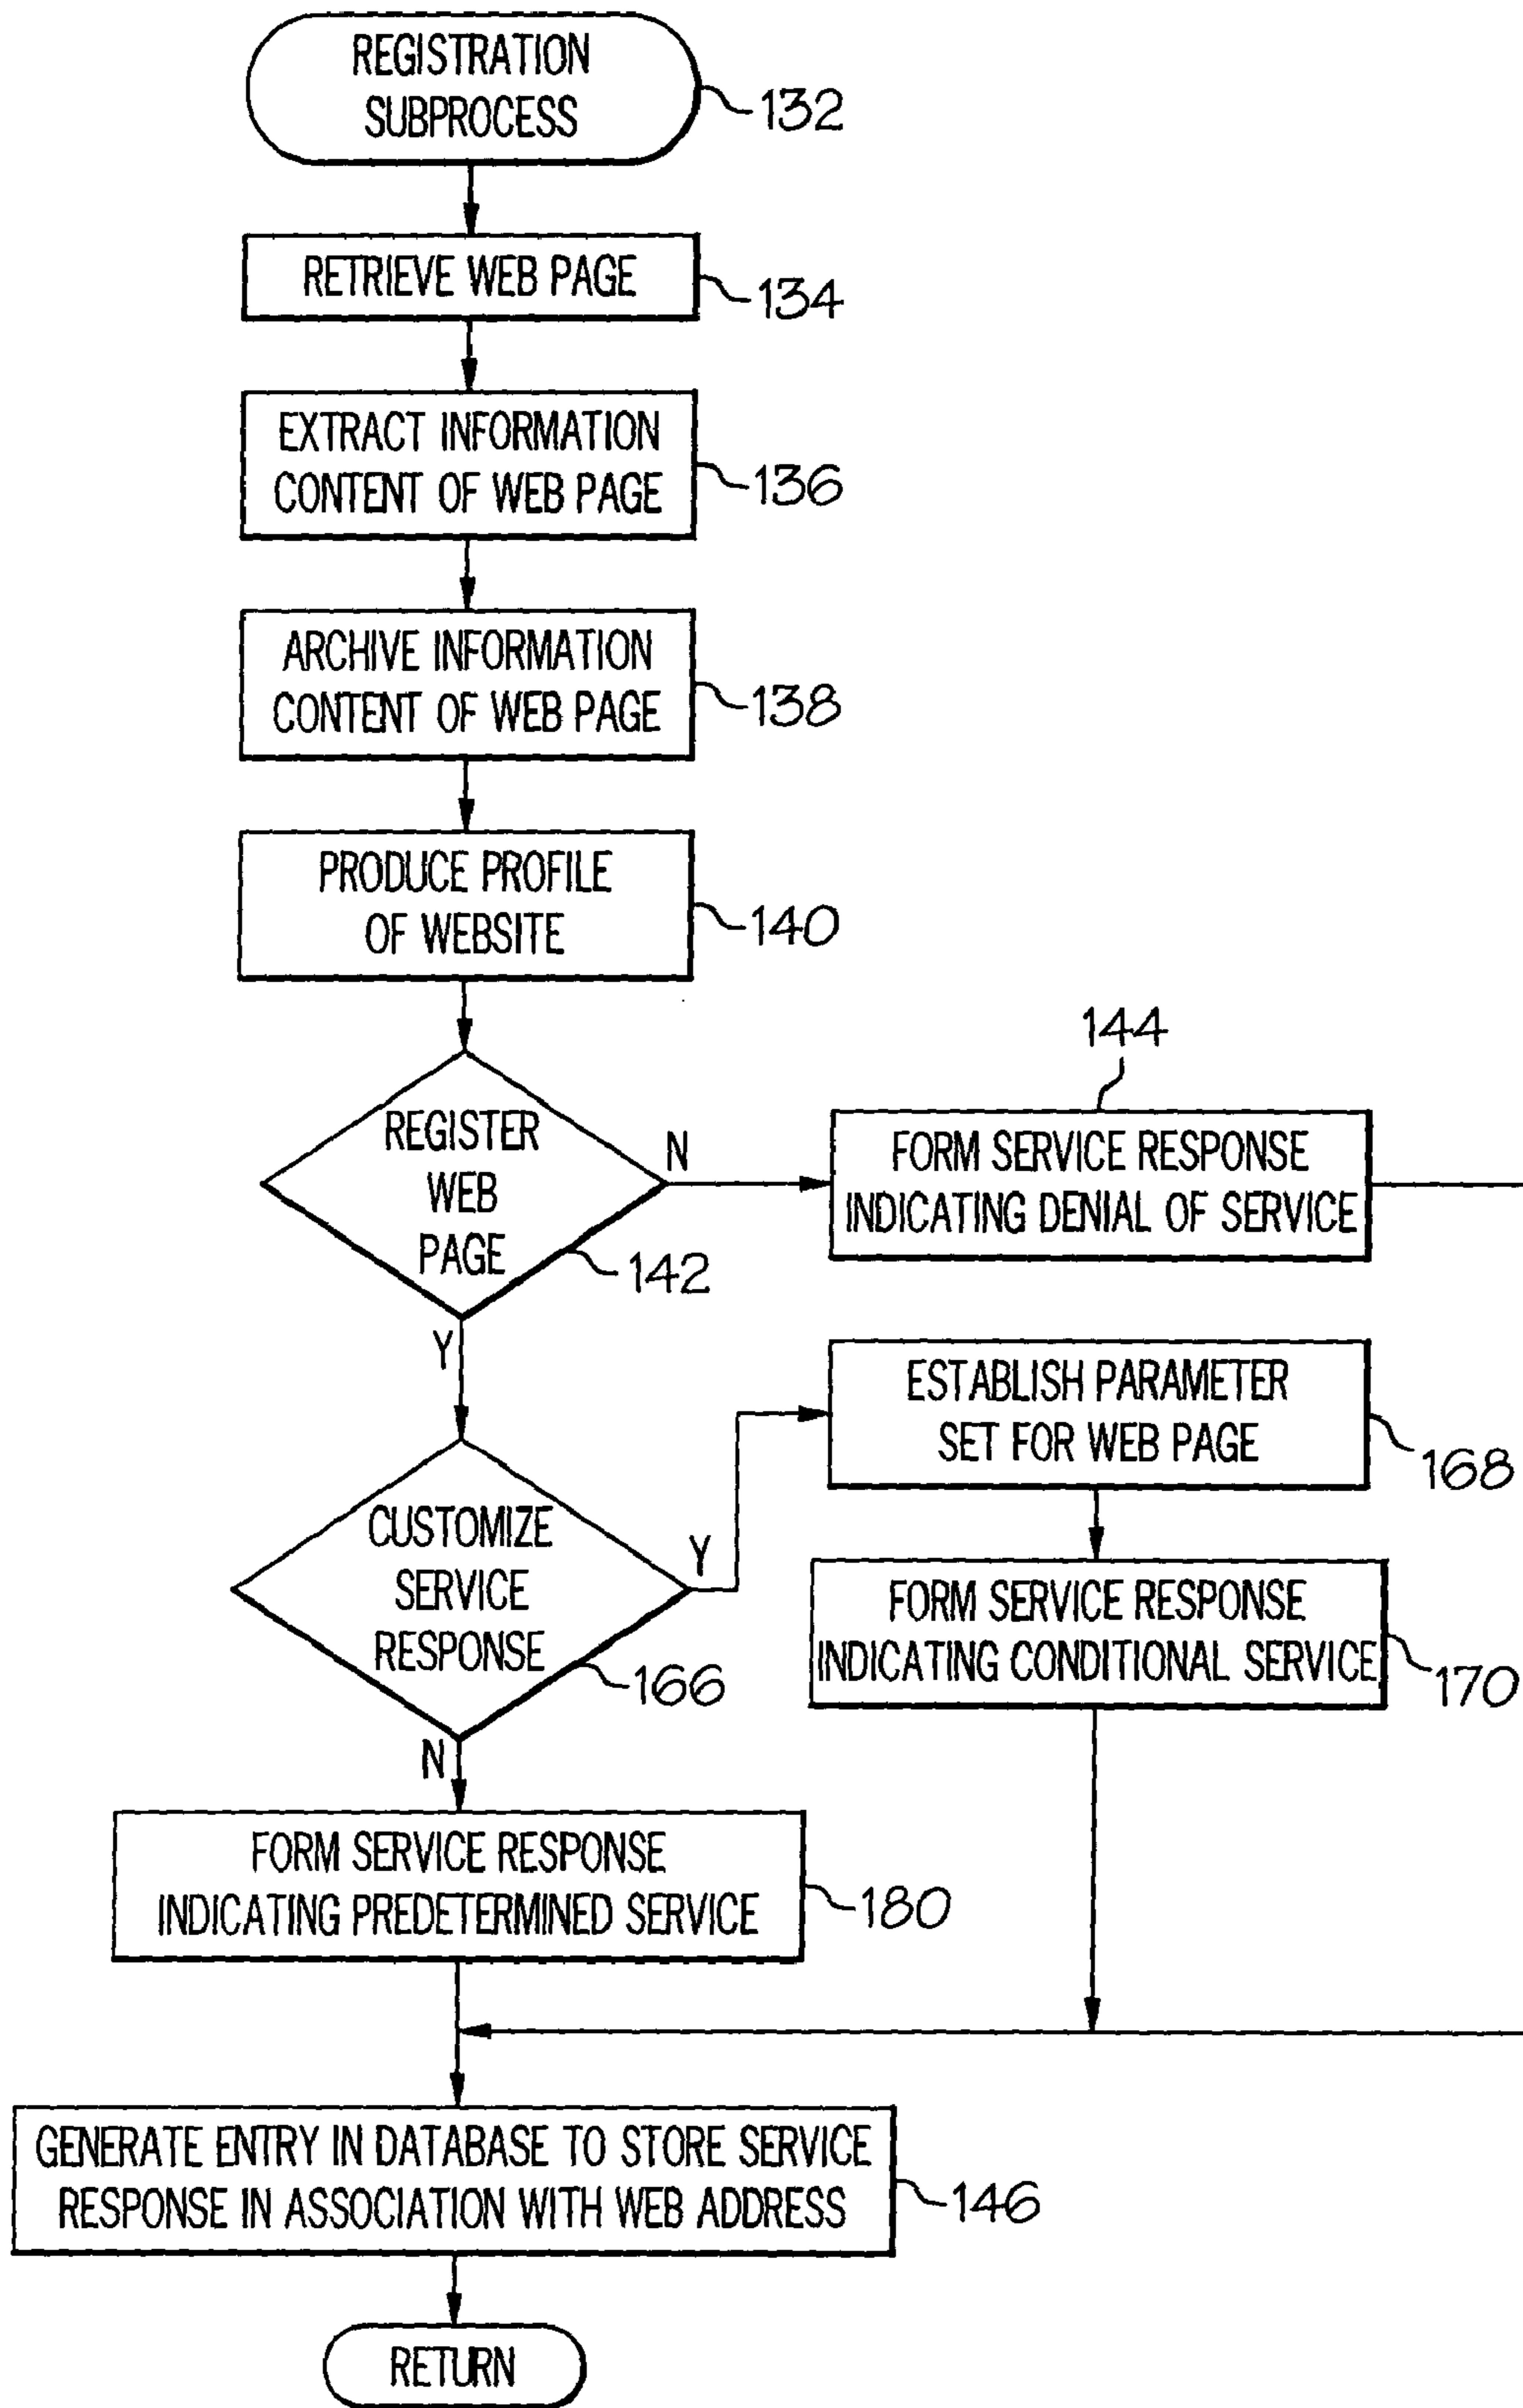 REGISTRATION
SUBPROCESS
132
RETRIEVE WEB PAGE
134
EXTRACT INFORMATION
CONTENT OF WEB PAGE
136
ARCHIVE INFORMATION
CONTENT OF WEB PAGE
138
PRODUCE PROFILE
OF WEBSITE
140
REGISTER
WEB
PAGE
142
N
144
FORM SERVICE RESPONSE
INDICATING DENIAL OF SERVICE
Y
CUSTOMIZE
SERVICE
RESPONSE
166
Y
ESTABLISH PARAMETER
SET FOR WEB PAGE
168
FORM SERVICE RESPONSE
INDICATING CONDITIONAL SERVICE
170
N
FORM SERVICE RESPONSE
INDICATING PREDETERMINED SERVICE
180
GENERATE ENTRY IN DATABASE TO STORE SERVICE
RESPONSE IN ASSOCIATION WITH WEB ADDRESS
146
RETURN